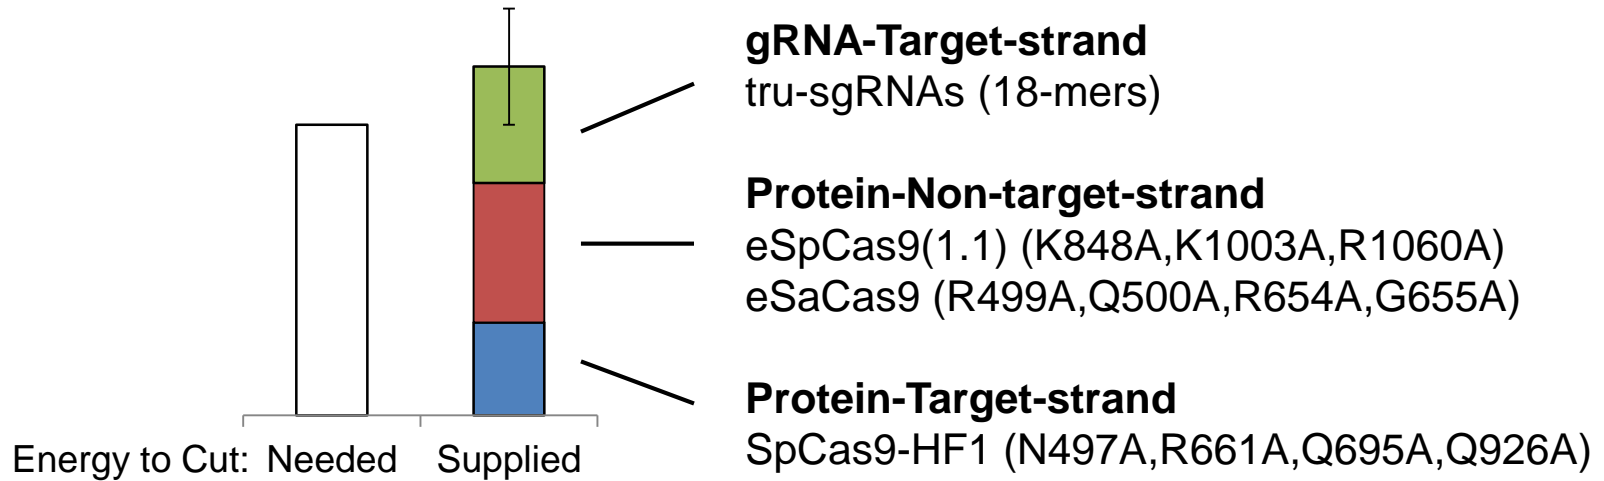 gRNA-Target-strand
tru-sgRNAs (18-mers)
Protein-Non-target-strand
eSpCas9(1.1) (K848A,K1003A,R1060A)
eSaCas9 (R499A,Q500A,R654A,G655A)
Protein-Target-strand
SpCas9-HF1 (N497A,R661A,Q695A,Q926A)
Energy to Cut: Needed Supplied